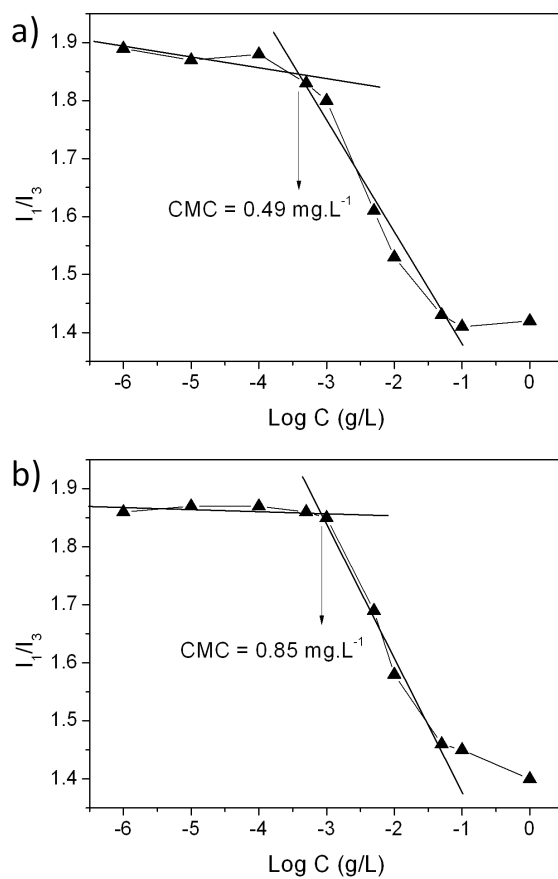 a)
1.9
1.8
1.7
1.6
1.5
1.4
I₁/I₃
CMC = 0.49 mg.L⁻¹
-6 -5 -4 -3 -2 -1 0
Log C (g/L)
b)
1.9
1.8
1.7
1.6
1.5
1.4
I₁/I₃
CMC = 0.85 mg.L⁻¹
-6 -5 -4 -3 -2 -1 0
Log C (g/L)